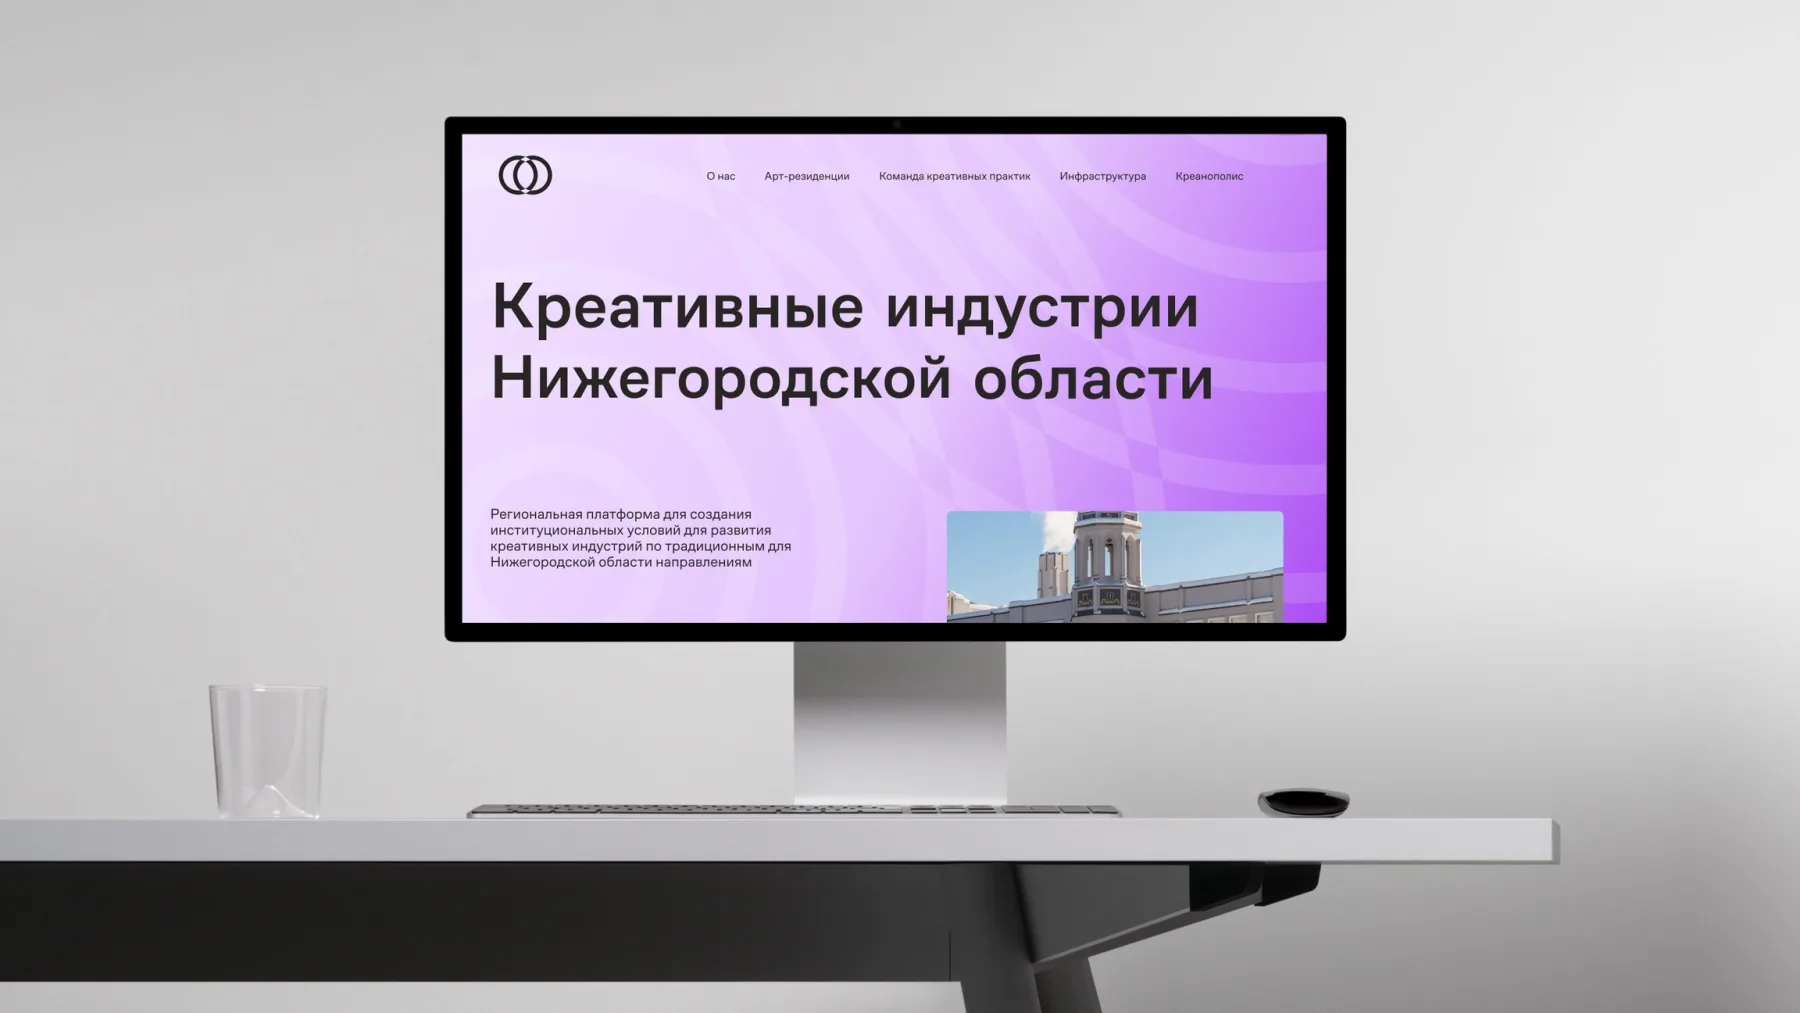 О нас Арт-резиденции Команда креативных практик Инфраструктура Креанополис
Креативные индустрии
Нижегородской области
Региональная платформа для создания
институциональных условий для развития
креативных индустрий по традиционным для
Нижегородской области направлениям